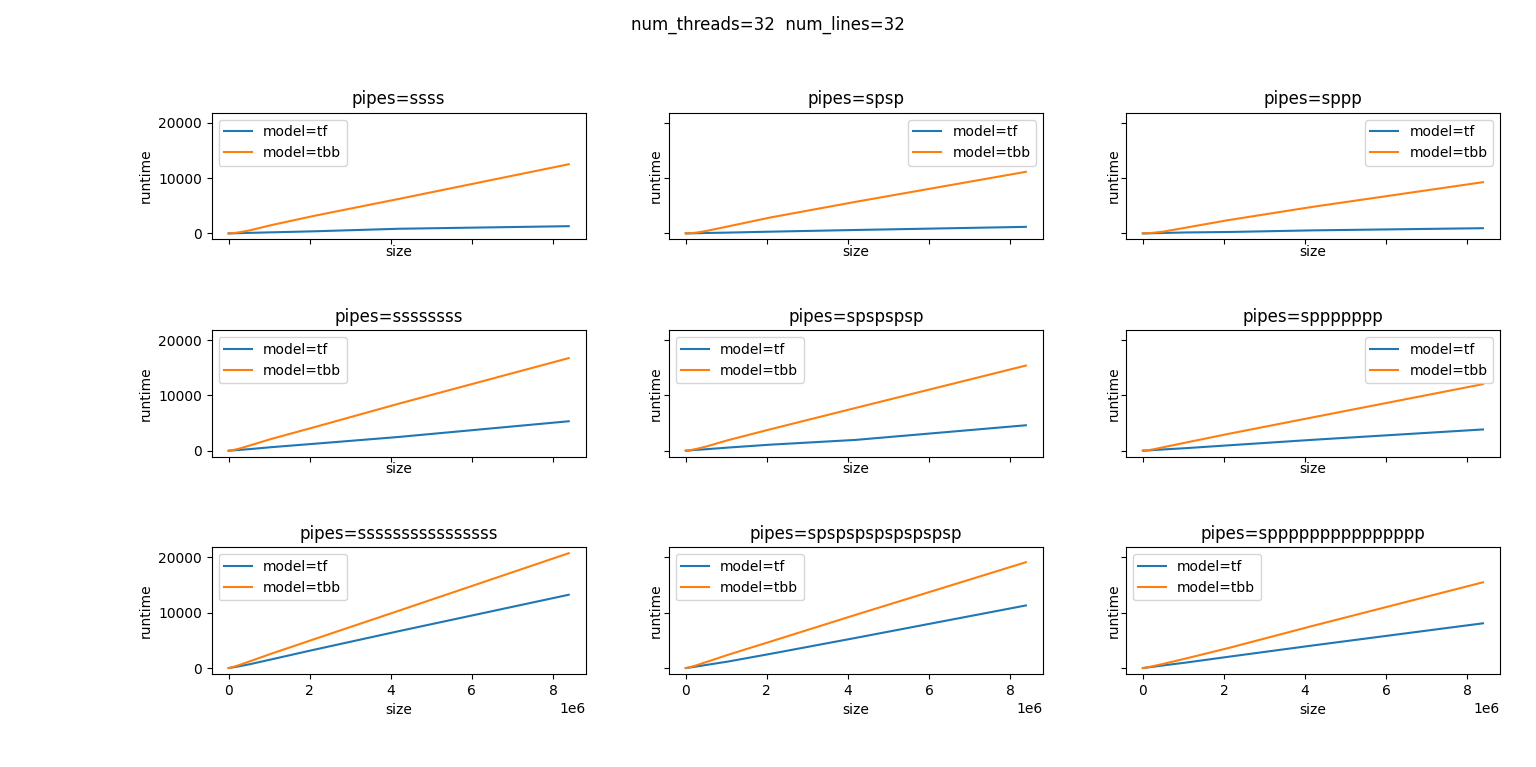 num_threads=32  num_lines=32
pipes=ssss
20000
10000
0
runtime
model=tf
model=tbb
size
pipes=spsp
runtime
model=tf
model=tbb
size
pipes=sppp
runtime
model=tf
model=tbb
size
pipes=ssssssss
20000
10000
0
runtime
model=tf
model=tbb
size
pipes=spspspsp
runtime
model=tf
model=tbb
size
pipes=sppppppp
runtime
model=tf
model=tbb
size
pipes=ssssssssssssssss
20000
10000
0
runtime
model=tf
model=tbb
0 2 4 6 8
size
1e6
pipes=spspspspspspspsp
runtime
model=tf
model=tbb
0 2 4 6 8
size
1e6
pipes=sppppppppppppppp
runtime
model=tf
model=tbb
0 2 4 6 8
size
1e6